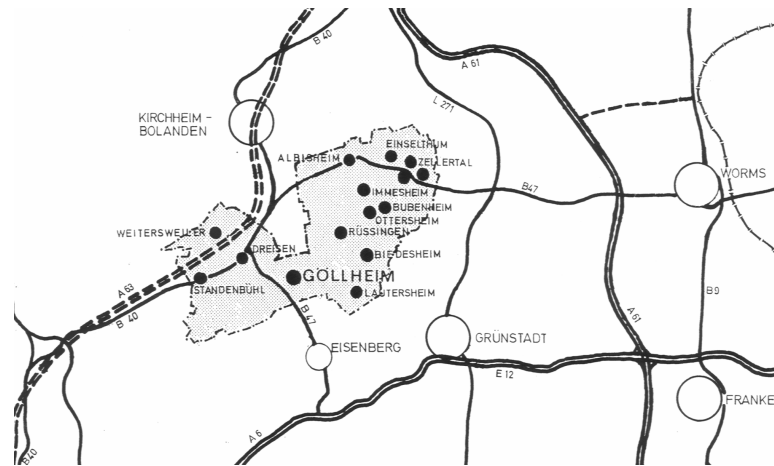 B 40
A 61
L 271
KIRCHHEIM -
BOLANDEN
EINSELTHUM
ALBISHEIM
ZELLERTAL
WORMS
IMMESHEIM
B47
BUBENHEIM
OTTERSHEIM
WEITERSWEILER
RÜSSINGEN
DREISEN
BIEDESHEIM
GÖLLHEIM
STANDENBÜHL
A 63
LAUTERSHEIM
B9
B 40
B 47
A 61
GRÜNSTADT
EISENBERG
E 12
FRANKE
A 6
B40